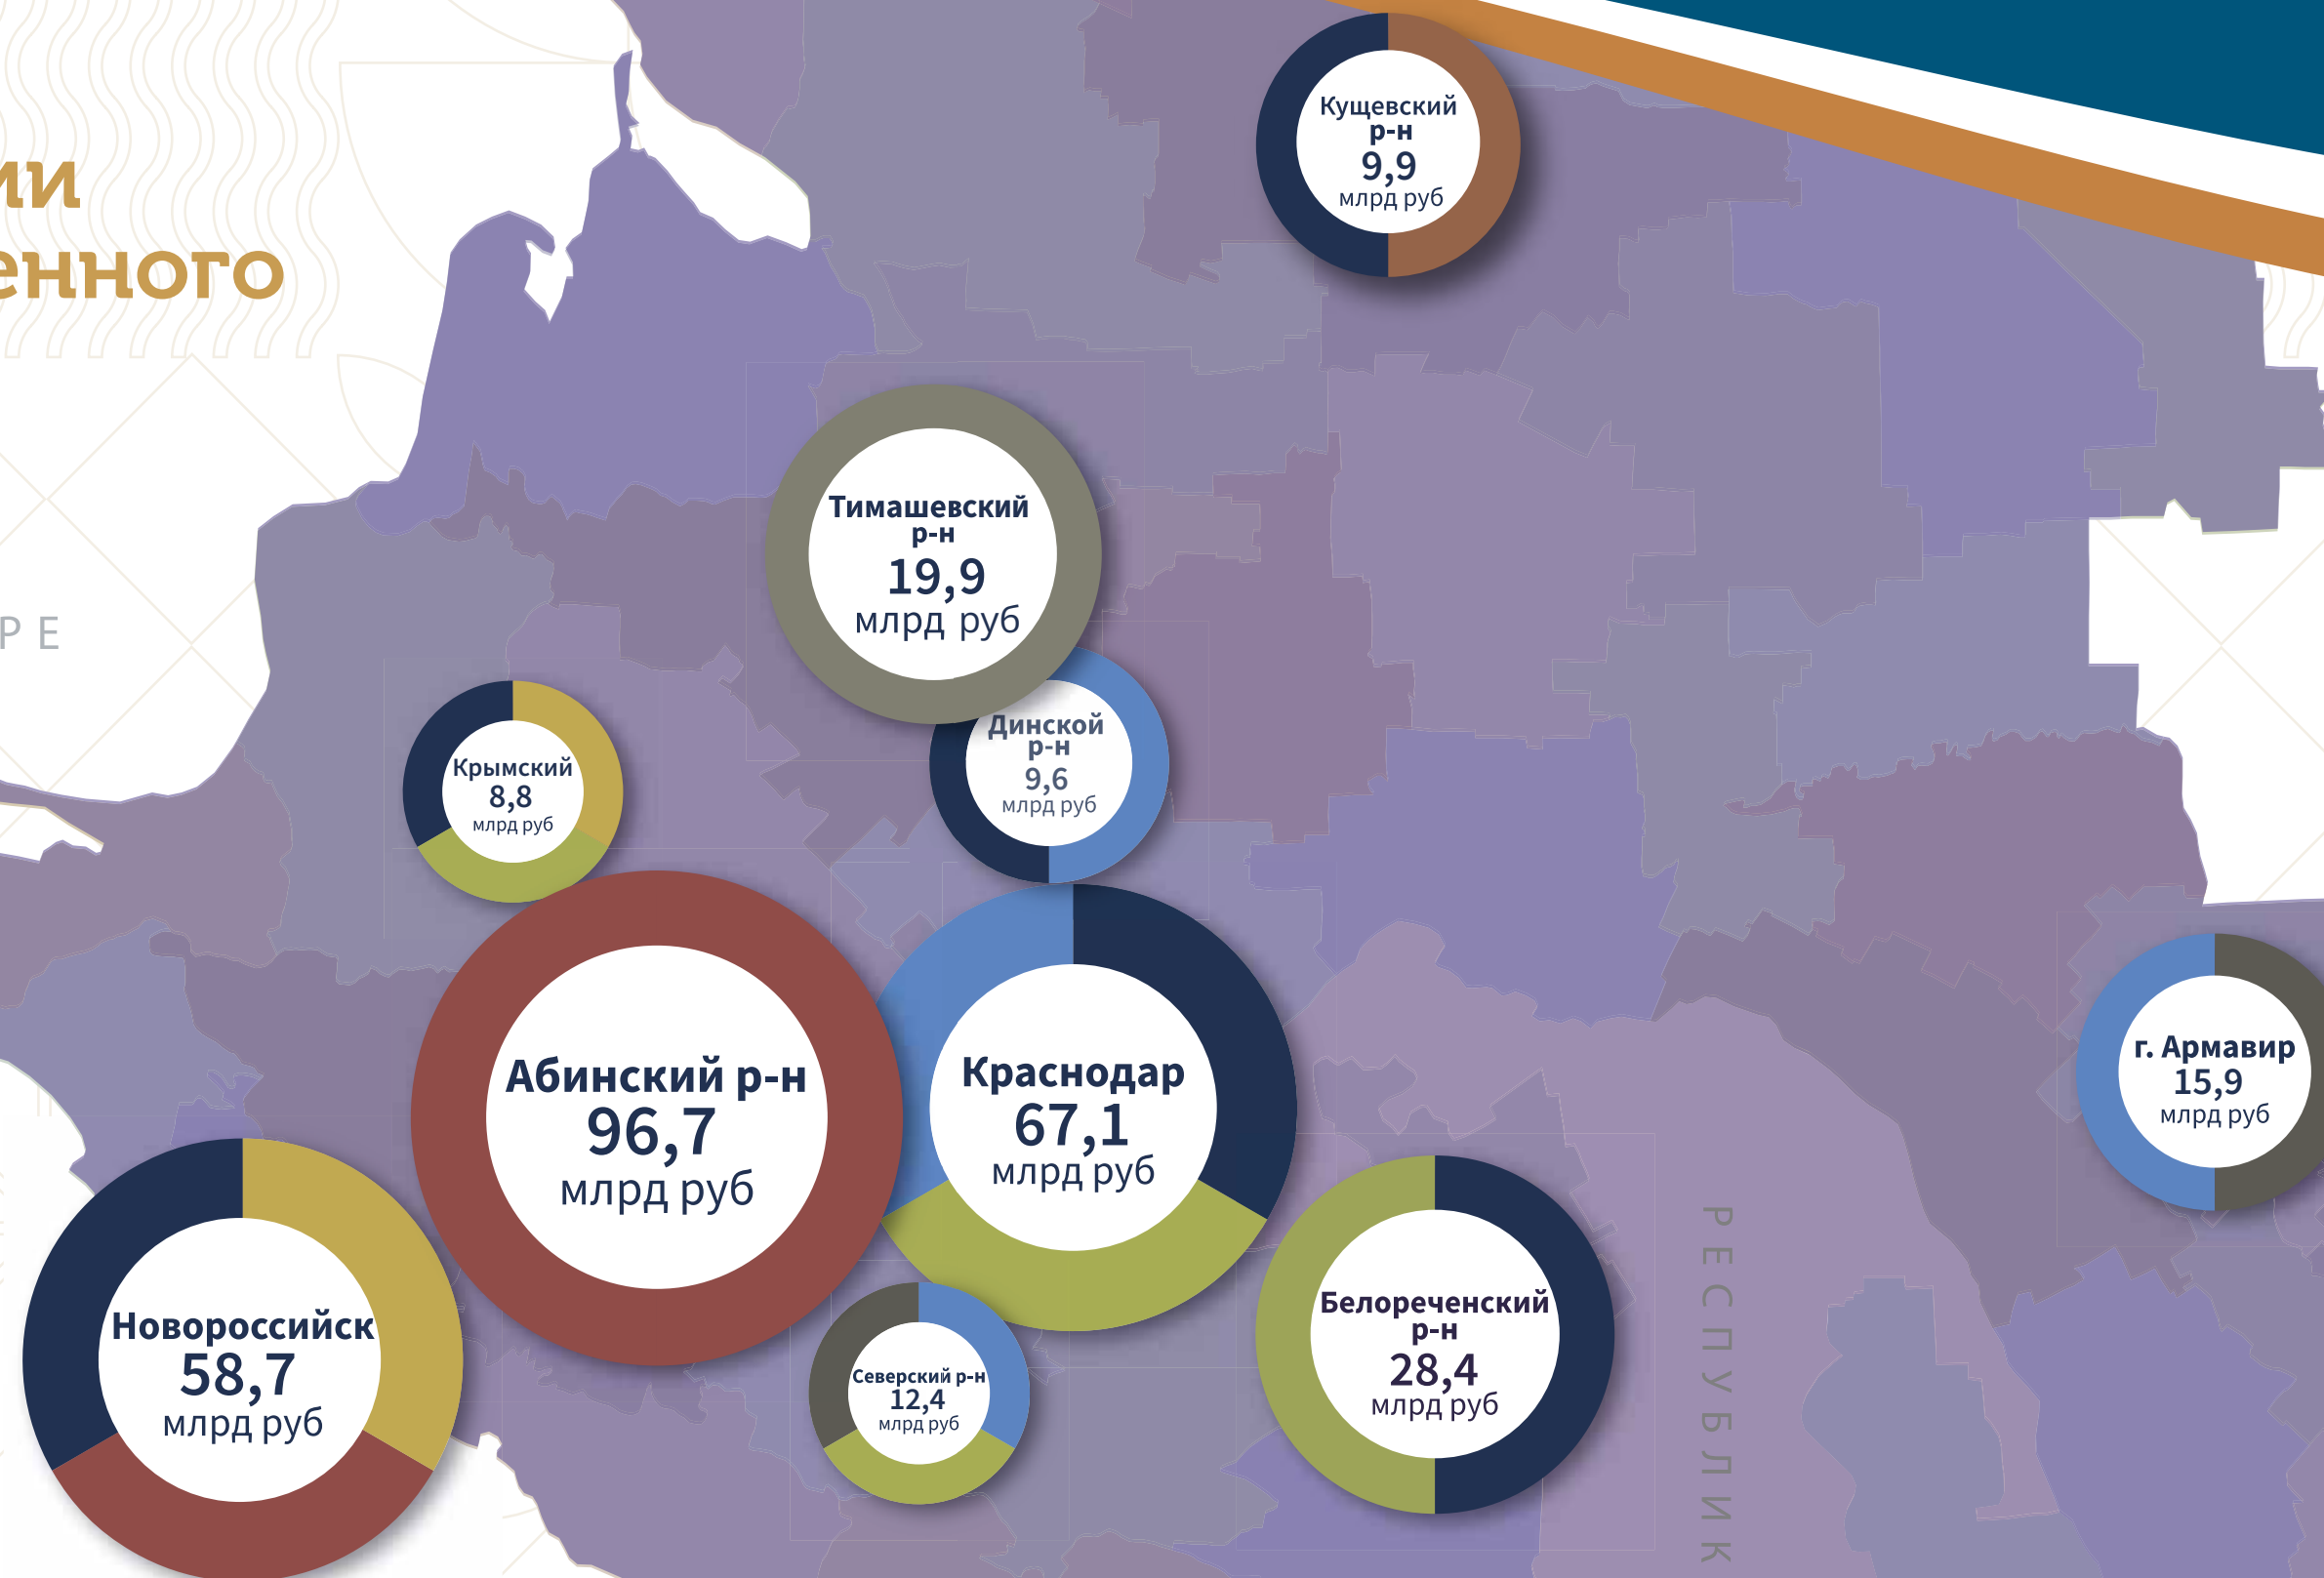 ии
енного
РЕ
Кущевский
р-н
9,9
млрд руб
Тимашевский
р-н
19,9
млрд руб
Динской
р-н
9,6
млрд руб
Крымский
8,8
млрд руб
Абинский р-н
96,7
млрд руб
Краснодар
67,1
млрд руб
г. Армавир
15,9
млрд руб
Новороссийск
58,7
млрд руб
Северский р-н
12,4
млрд руб
Белореченский
р-н
28,4
млрд руб
РЕСПУБЛИК